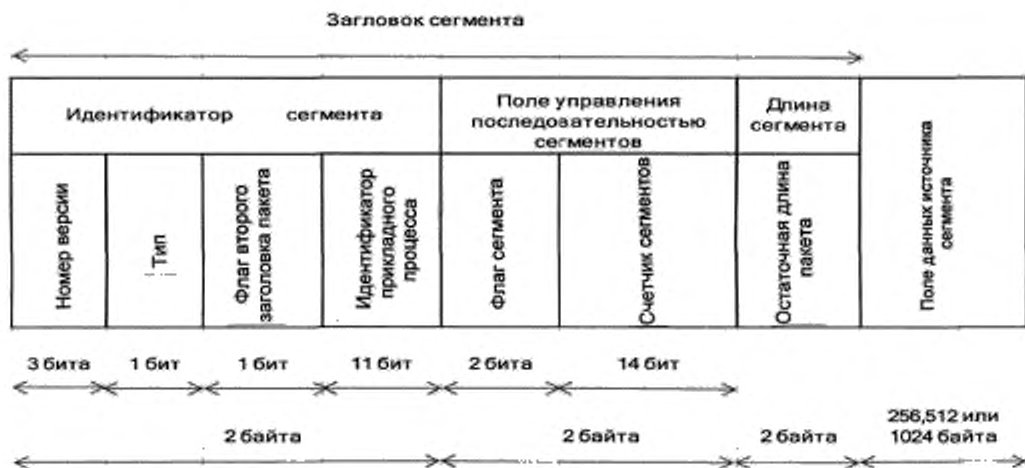 Загловок сегмента
Идентификатор сегмента
Поле управления
последовательностью
сегментов
Длина
сегмента
Номер версии
Тип
Флаг второго
заголовка пакета
Идентификатор
прикладного
процесса
Флаг сегмента
Счетчик сегментов
Остаточная длина
пакета
Поле данных источника
сегмента
3 бита
1 бит
1 бит
11 бит
2 бита
14 бит
2 байта
2 байта
2 байта
256,512 или
1024 байта